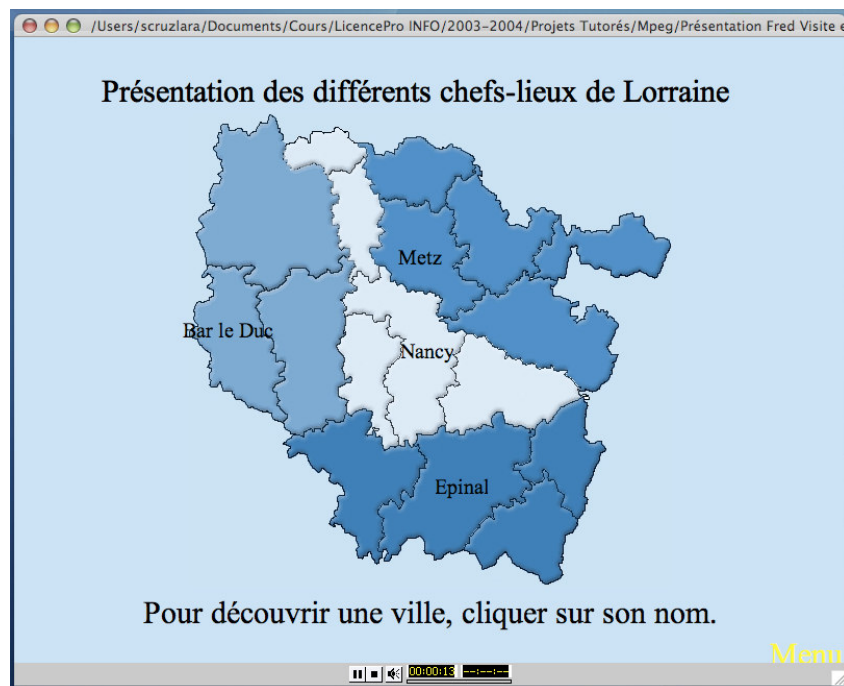 /Users/scruzlara/Documents/Cours/LicencePro INFO/2003-2004/Projets Tutorés/Mpeg/Présentation Fred Visite e
Présentation des différents chefs-lieux de Lorraine
Metz
Bar le Duc
Nancy
Epinal
Pour découvrir une ville, cliquer sur son nom.
Menu
00:00:13 --:--:--